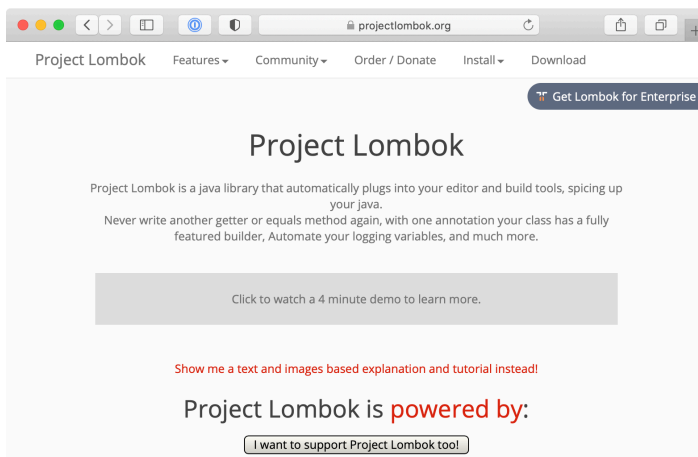 projectlombok.org
Project Lombok Features Community Order / Donate Install Download
Get Lombok for Enterprise
Project Lombok
Project Lombok is a java library that automatically plugs into your editor and build tools, spicing up
your java.
Never write another getter or equals method again, with one annotation your class has a fully
featured builder, Automate your logging variables, and much more.
Click to watch a 4 minute demo to learn more.
Show me a text and images based explanation and tutorial instead!
Project Lombok is powered by:
I want to support Project Lombok too!